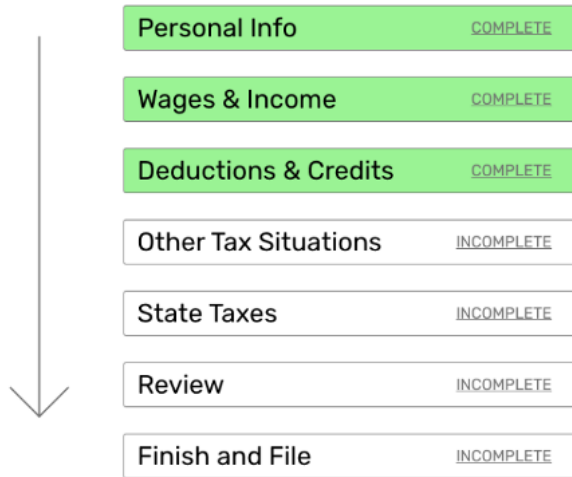 Personal Info COMPLETE
Wages & Income COMPLETE
Deductions & Credits COMPLETE
Other Tax Situations INCOMPLETE
State Taxes INCOMPLETE
Review INCOMPLETE
Finish and File INCOMPLETE